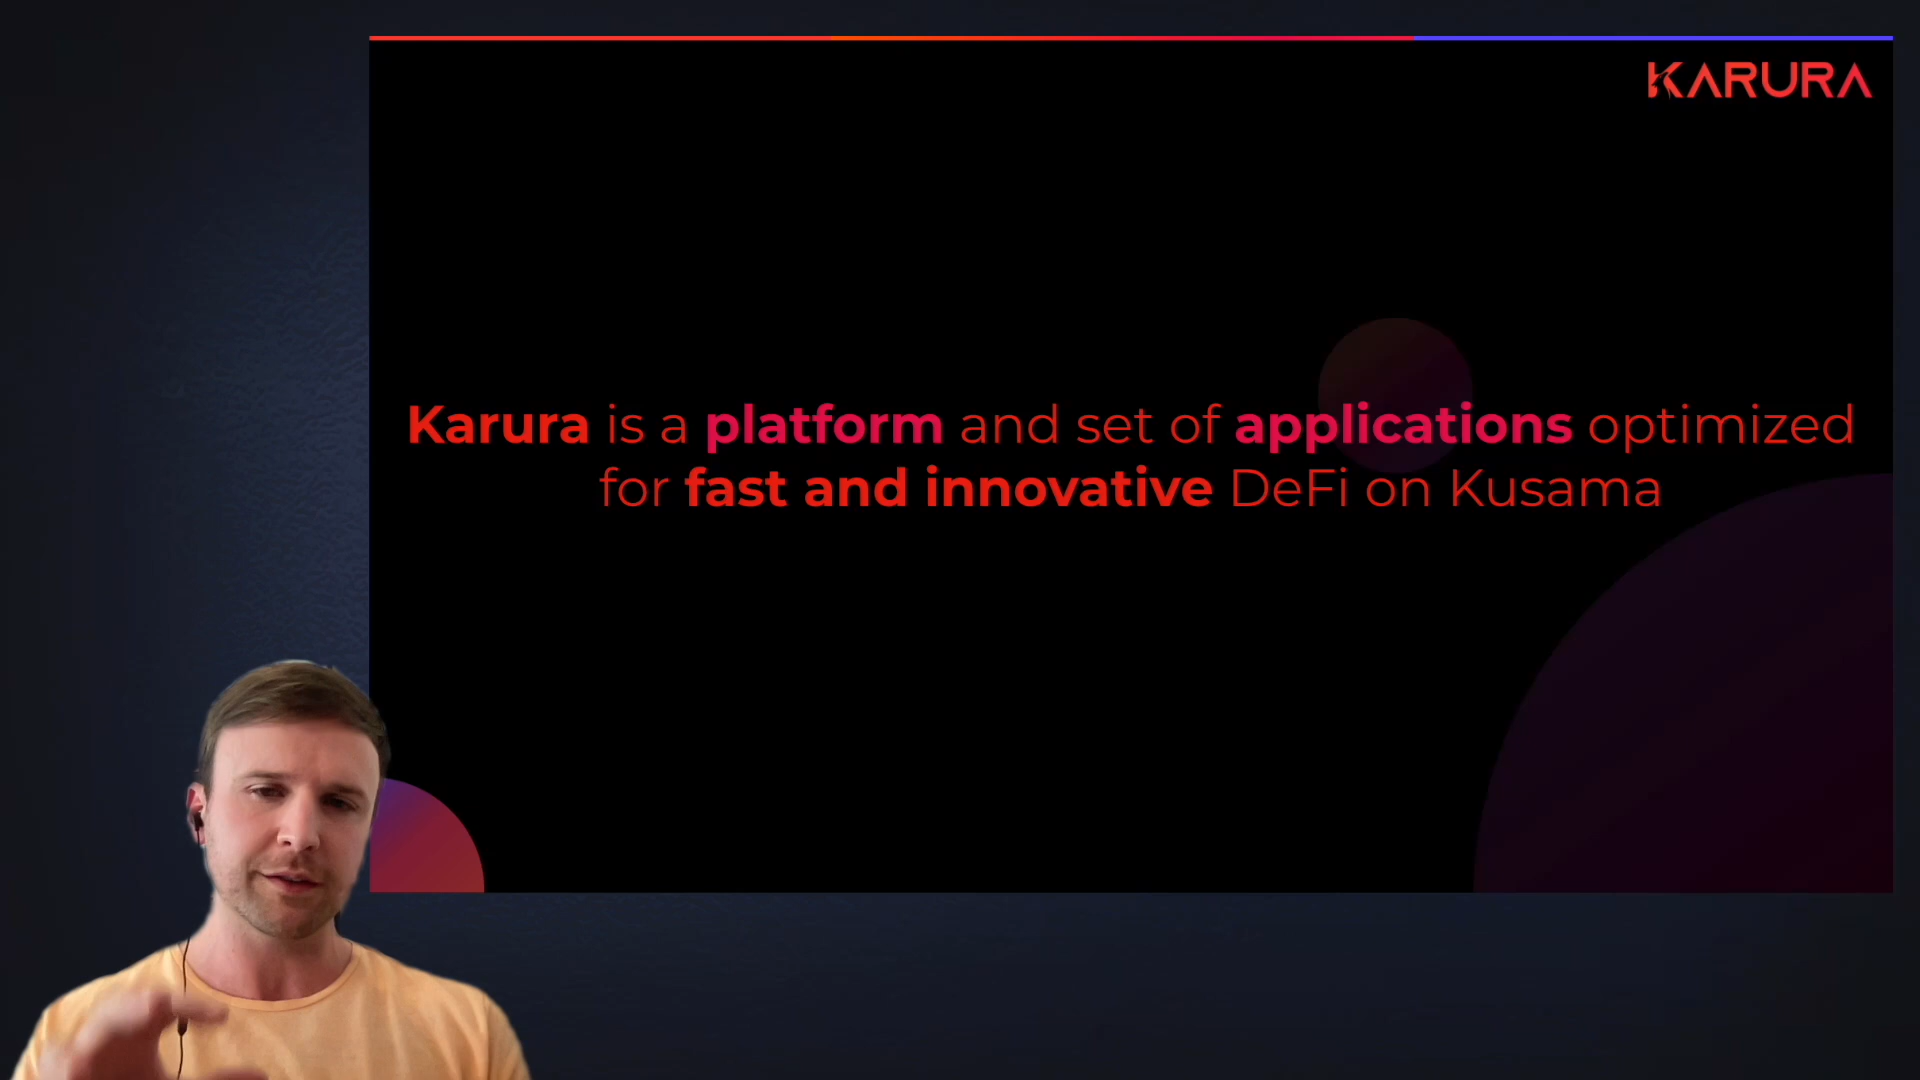 KARURA
Karura is a platform and set of applications optimized
for fast and innovative DeFi on Kusama